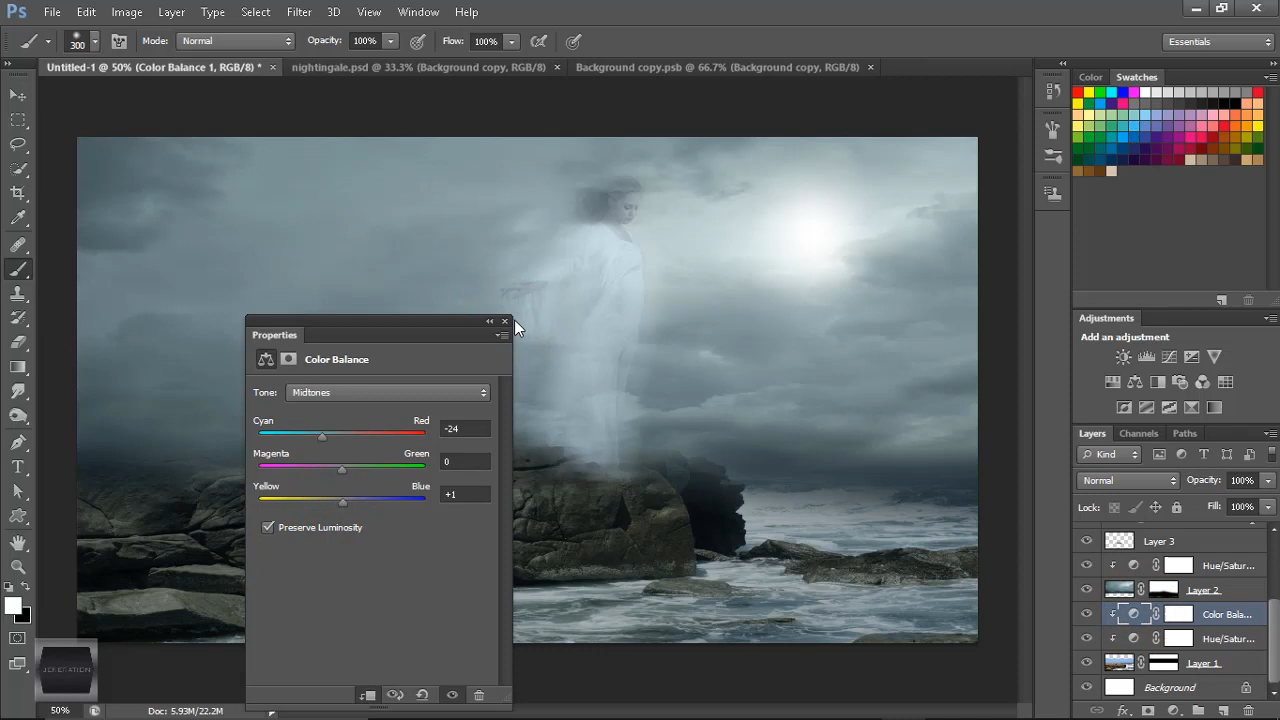 Ps File Edit Image Layer Type Select Filter 3D View Window Help
300 Mode: Normal Opacity: 100% Flow: 100% Essentials
Untitled-1 @ 50% (Color Balance 1, RGB/8) * × nightingale.psd @ 33.3% (Background copy, RGB/8) × Background copy.psb @ 66.7% (Background copy, RGB/8) ×
Color Swatches
Adjustments
Add an adjustment
Layers Channels Paths
Kind
Normal Opacity: 100%
Lock: Fill: 100%
Layer 3
Hue/Satur...
Layer 2
Color Bala...
Hue/Satur...
Layer 1
Background
Properties
Color Balance
Tone: Midtones
Cyan Red -24
Magenta Green 0
Yellow Blue +1
Preserve Luminosity
50% Doc: 5.93M/22.2M